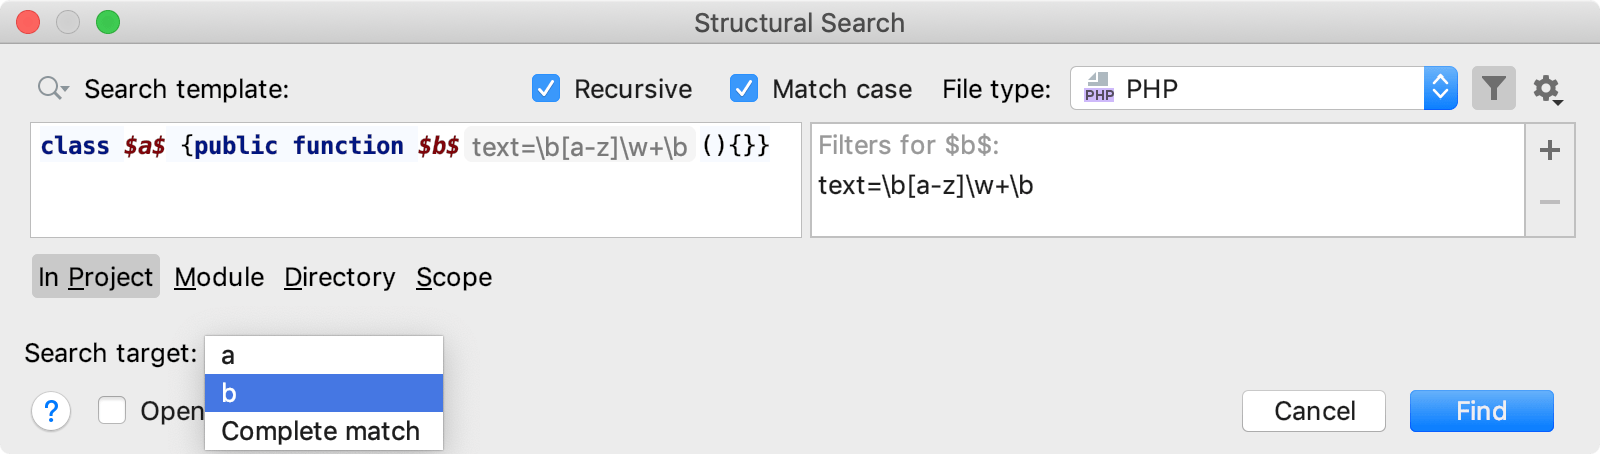 Structural Search
Search template: Recursive Match case File type: PHP PHP
class $a$ {public function $b$ text=\b[a-z]\w+\b (){}}
Filters for $b$:
text=\b[a-z]\w+\b
In Project Module Directory Scope
Search target: a
b
Complete match
? Open
Cancel Find